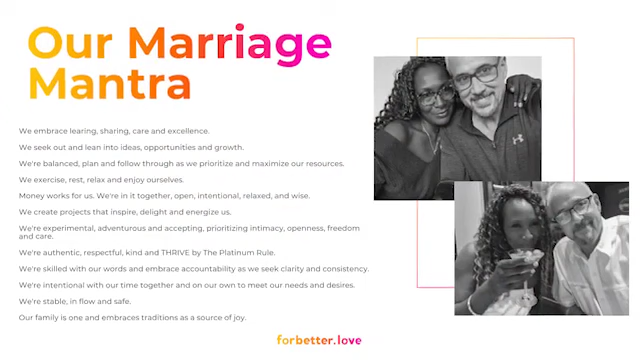 Our Marriage
Mantra
We embrace learing, sharing, care and excellence.
We seek out and lean into ideas, opportunities and growth.
We're balanced, plan and follow through as we prioritize and maximize our resources.
We exercise, rest, relax and enjoy ourselves.
Money works for us. We're in it together, open, intentional, relaxed, and wise.
We create projects that inspire, delight and energize us.
We're experimental, adventurous and accepting, prioritizing intimacy, openness, freedom
and care.
We're authentic, respectful, kind and THRIVE by The Platinum Rule.
We're skilled with our words and embrace accountability as we seek clarity and consistency.
We're intentional with our time together and on our own to meet our needs and desires.
We're stable, in flow and safe.
Our family is one and embraces traditions as a source of joy.
forbetter.love